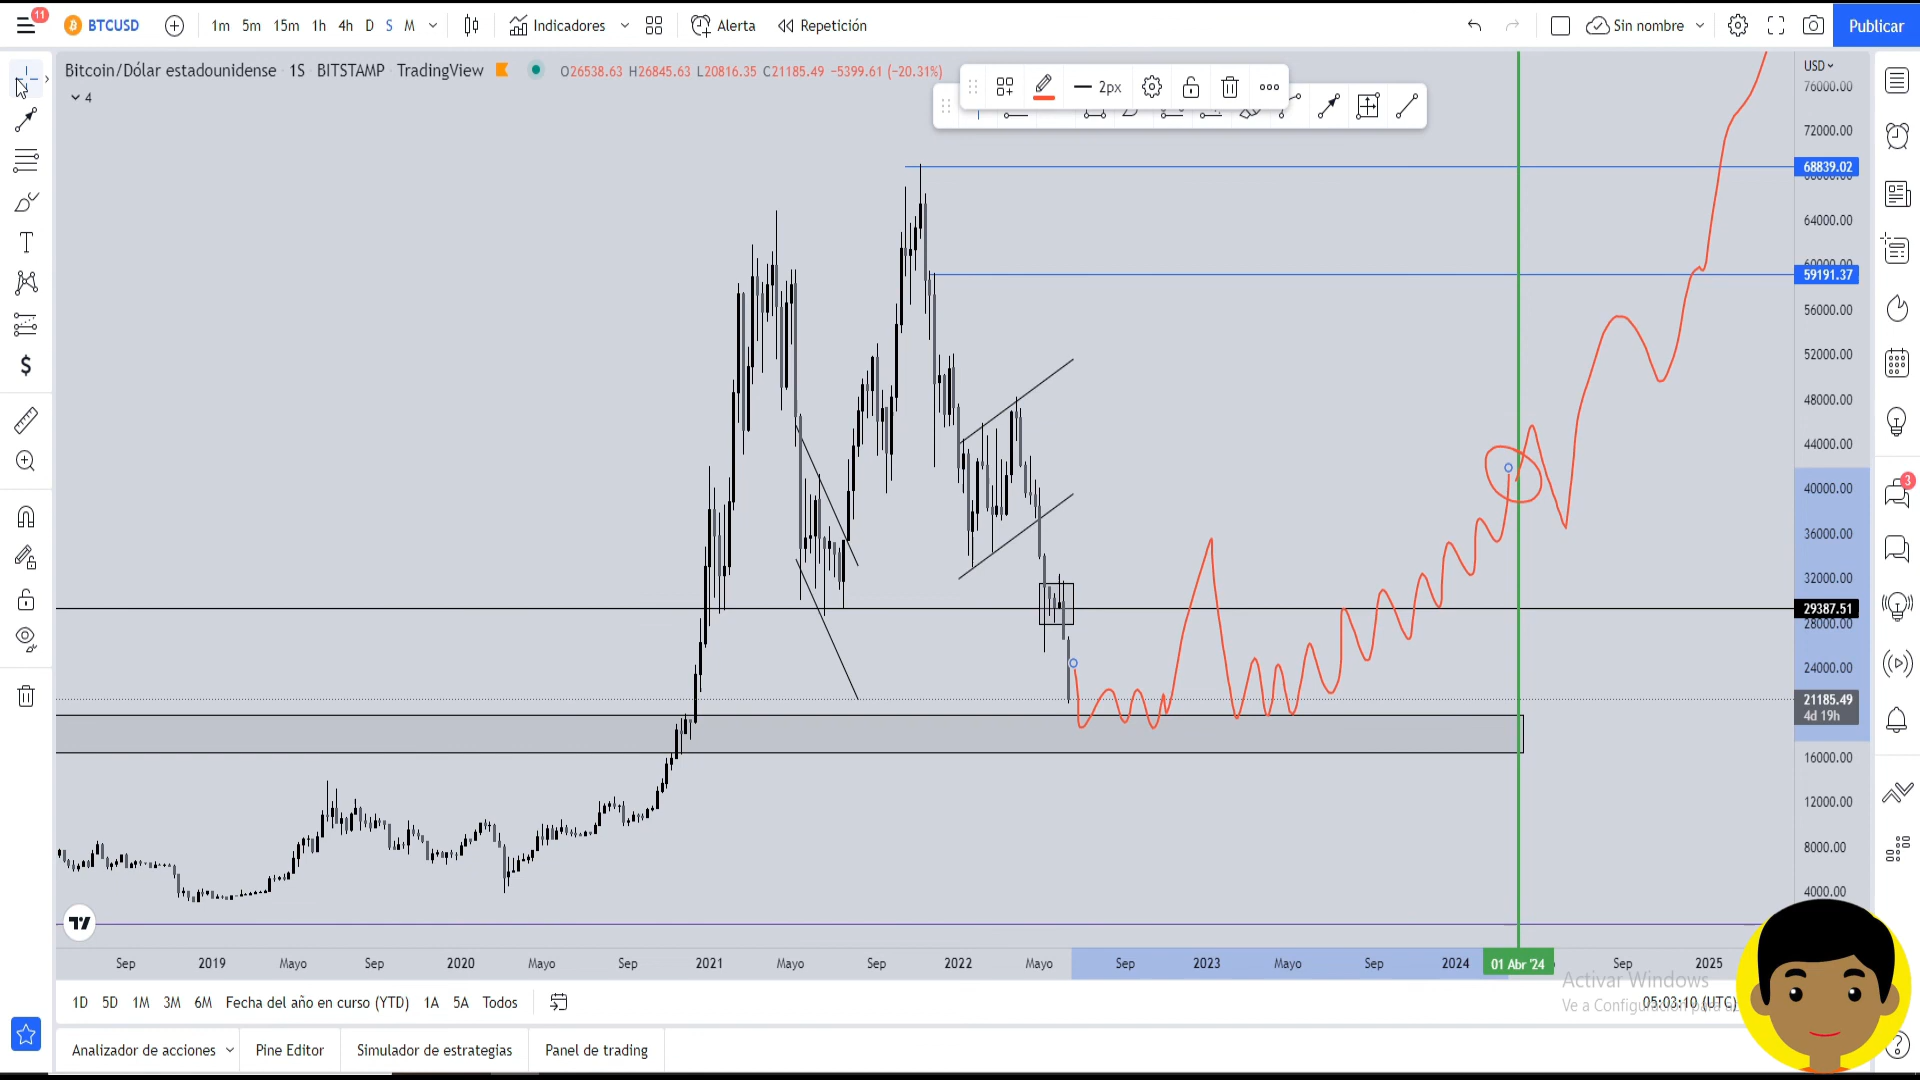 11
BTCUSD
1m 5m 15m 1h 4h D S M
Indicadores
Alerta
Repetición
Sin nombre
Publicar
Bitcoin/Dólar estadounidense 1S BITSTAMP TradingView
O26538.63 H26845.63 L20816.35 C21185.49 −5399.61 (−20.31%)
4
2px
USD
76000.00
72000.00
68839.02
64000.00
59191.37
56000.00
52000.00
48000.00
44000.00
40000.00
36000.00
32000.00
29387.51
28000.00
24000.00
21185.49
4d 19h
16000.00
12000.00
8000.00
4000.00
3
Sep 2019 Mayo Sep 2020 Mayo Sep 2021 Mayo Sep 2022 Mayo Sep 2023 Mayo Sep 2024 01 Abr '24 Sep 2025
Activar Windows
1D 5D 1M 3M 6M Fecha del año en curso (YTD) 1A 5A Todos
05:03:10 (UTC)
Ve a Configuración para
Analizador de acciones Pine Editor Simulador de estrategias Panel de trading